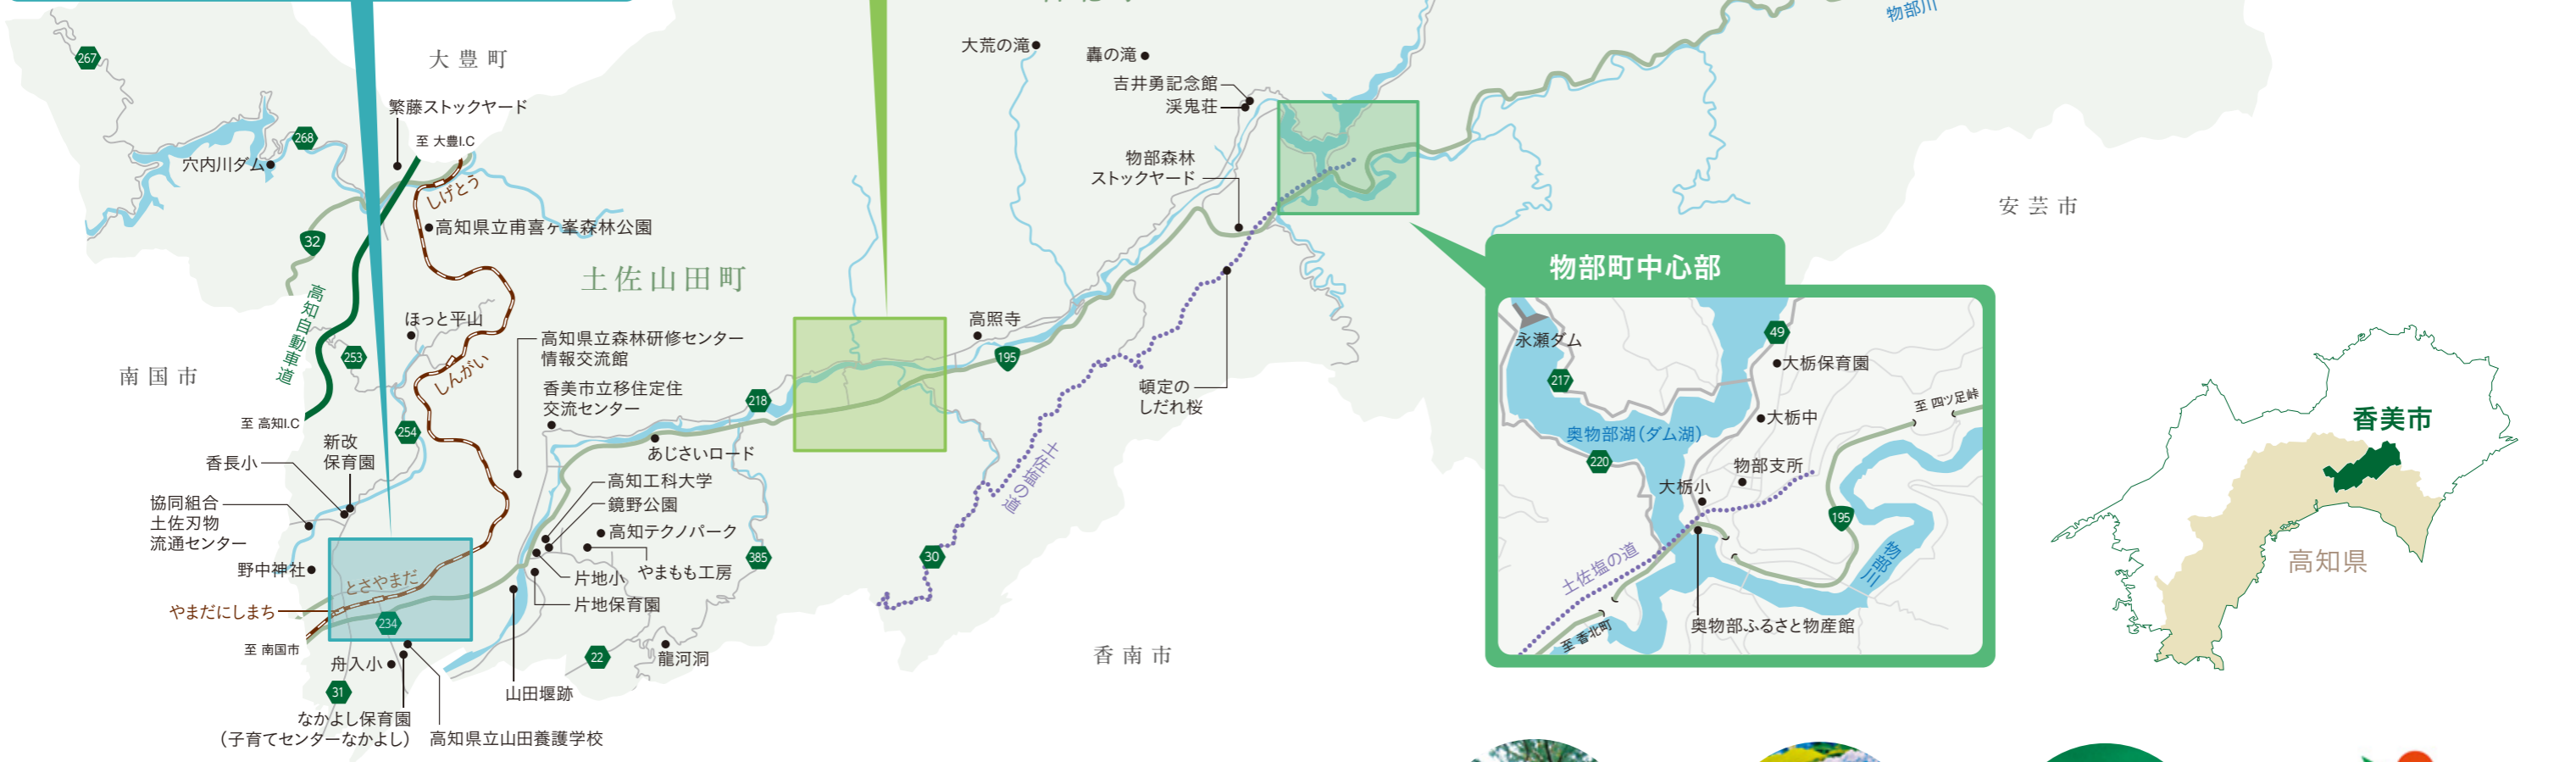 物部川
大荒の滝
轟の滝
大豊町
267
吉井勇記念館
渓鬼荘
繁藤ストックヤード
268
至 大豊I.C
穴内川ダム
物部森林
ストックヤード
しげとう
安芸市
高知県立甫喜ヶ峯森林公園
32
物部町中心部
土佐山田町
高知自動車道
ほっと平山
高照寺
高知県立森林研修センター
情報交流館
253
195
しんがい
南国市
香美市立移住定住
交流センター
頓定の
しだれ桜
218
至 高知I.C
254
新改
保育園
あじさいロード
香長小
土佐塩の道
高知工科大学
協同組合
土佐刃物
流通センター
鏡野公園
高知テクノパーク
385
30
野中神社
とさやまだ
片地小
やまもも工房
やまだにしまち
片地保育園
234
至 南国市
舟入小
22
龍河洞
香南市
31
山田堰跡
なかよし保育園
(子育てセンターなかよし)
高知県立山田養護学校
永瀬ダム
49
大栃保育園
217
至 四ツ足峠
大栃中
奥物部湖(ダム湖)
220
物部支所
大栃小
195
土佐塩の道
物部川
至 香北町
奥物部ふるさと物産館
香美市
高知県